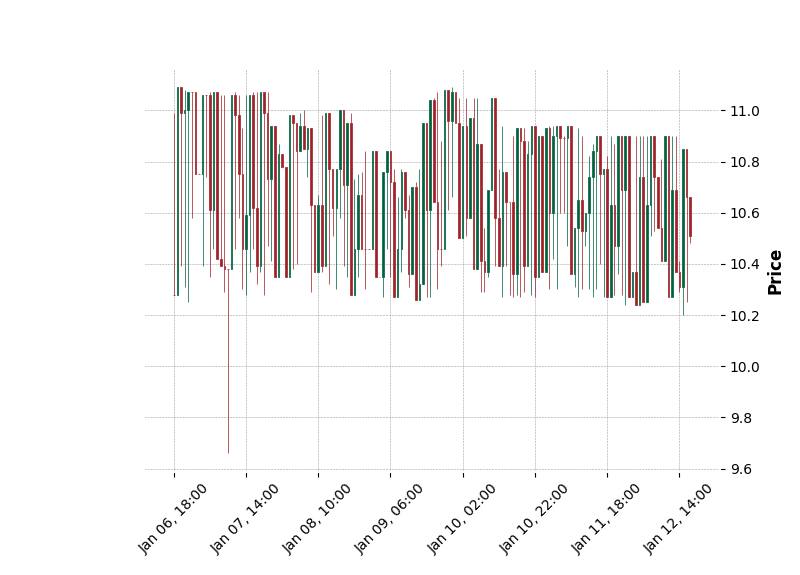 11.0
10.8
10.6
10.4
10.2
10.0
9.8
9.6
Price
Jan 06, 18:00
Jan 07, 14:00
Jan 08, 10:00
Jan 09, 06:00
Jan 10, 02:00
Jan 10, 22:00
Jan 11, 18:00
Jan 12, 14:00